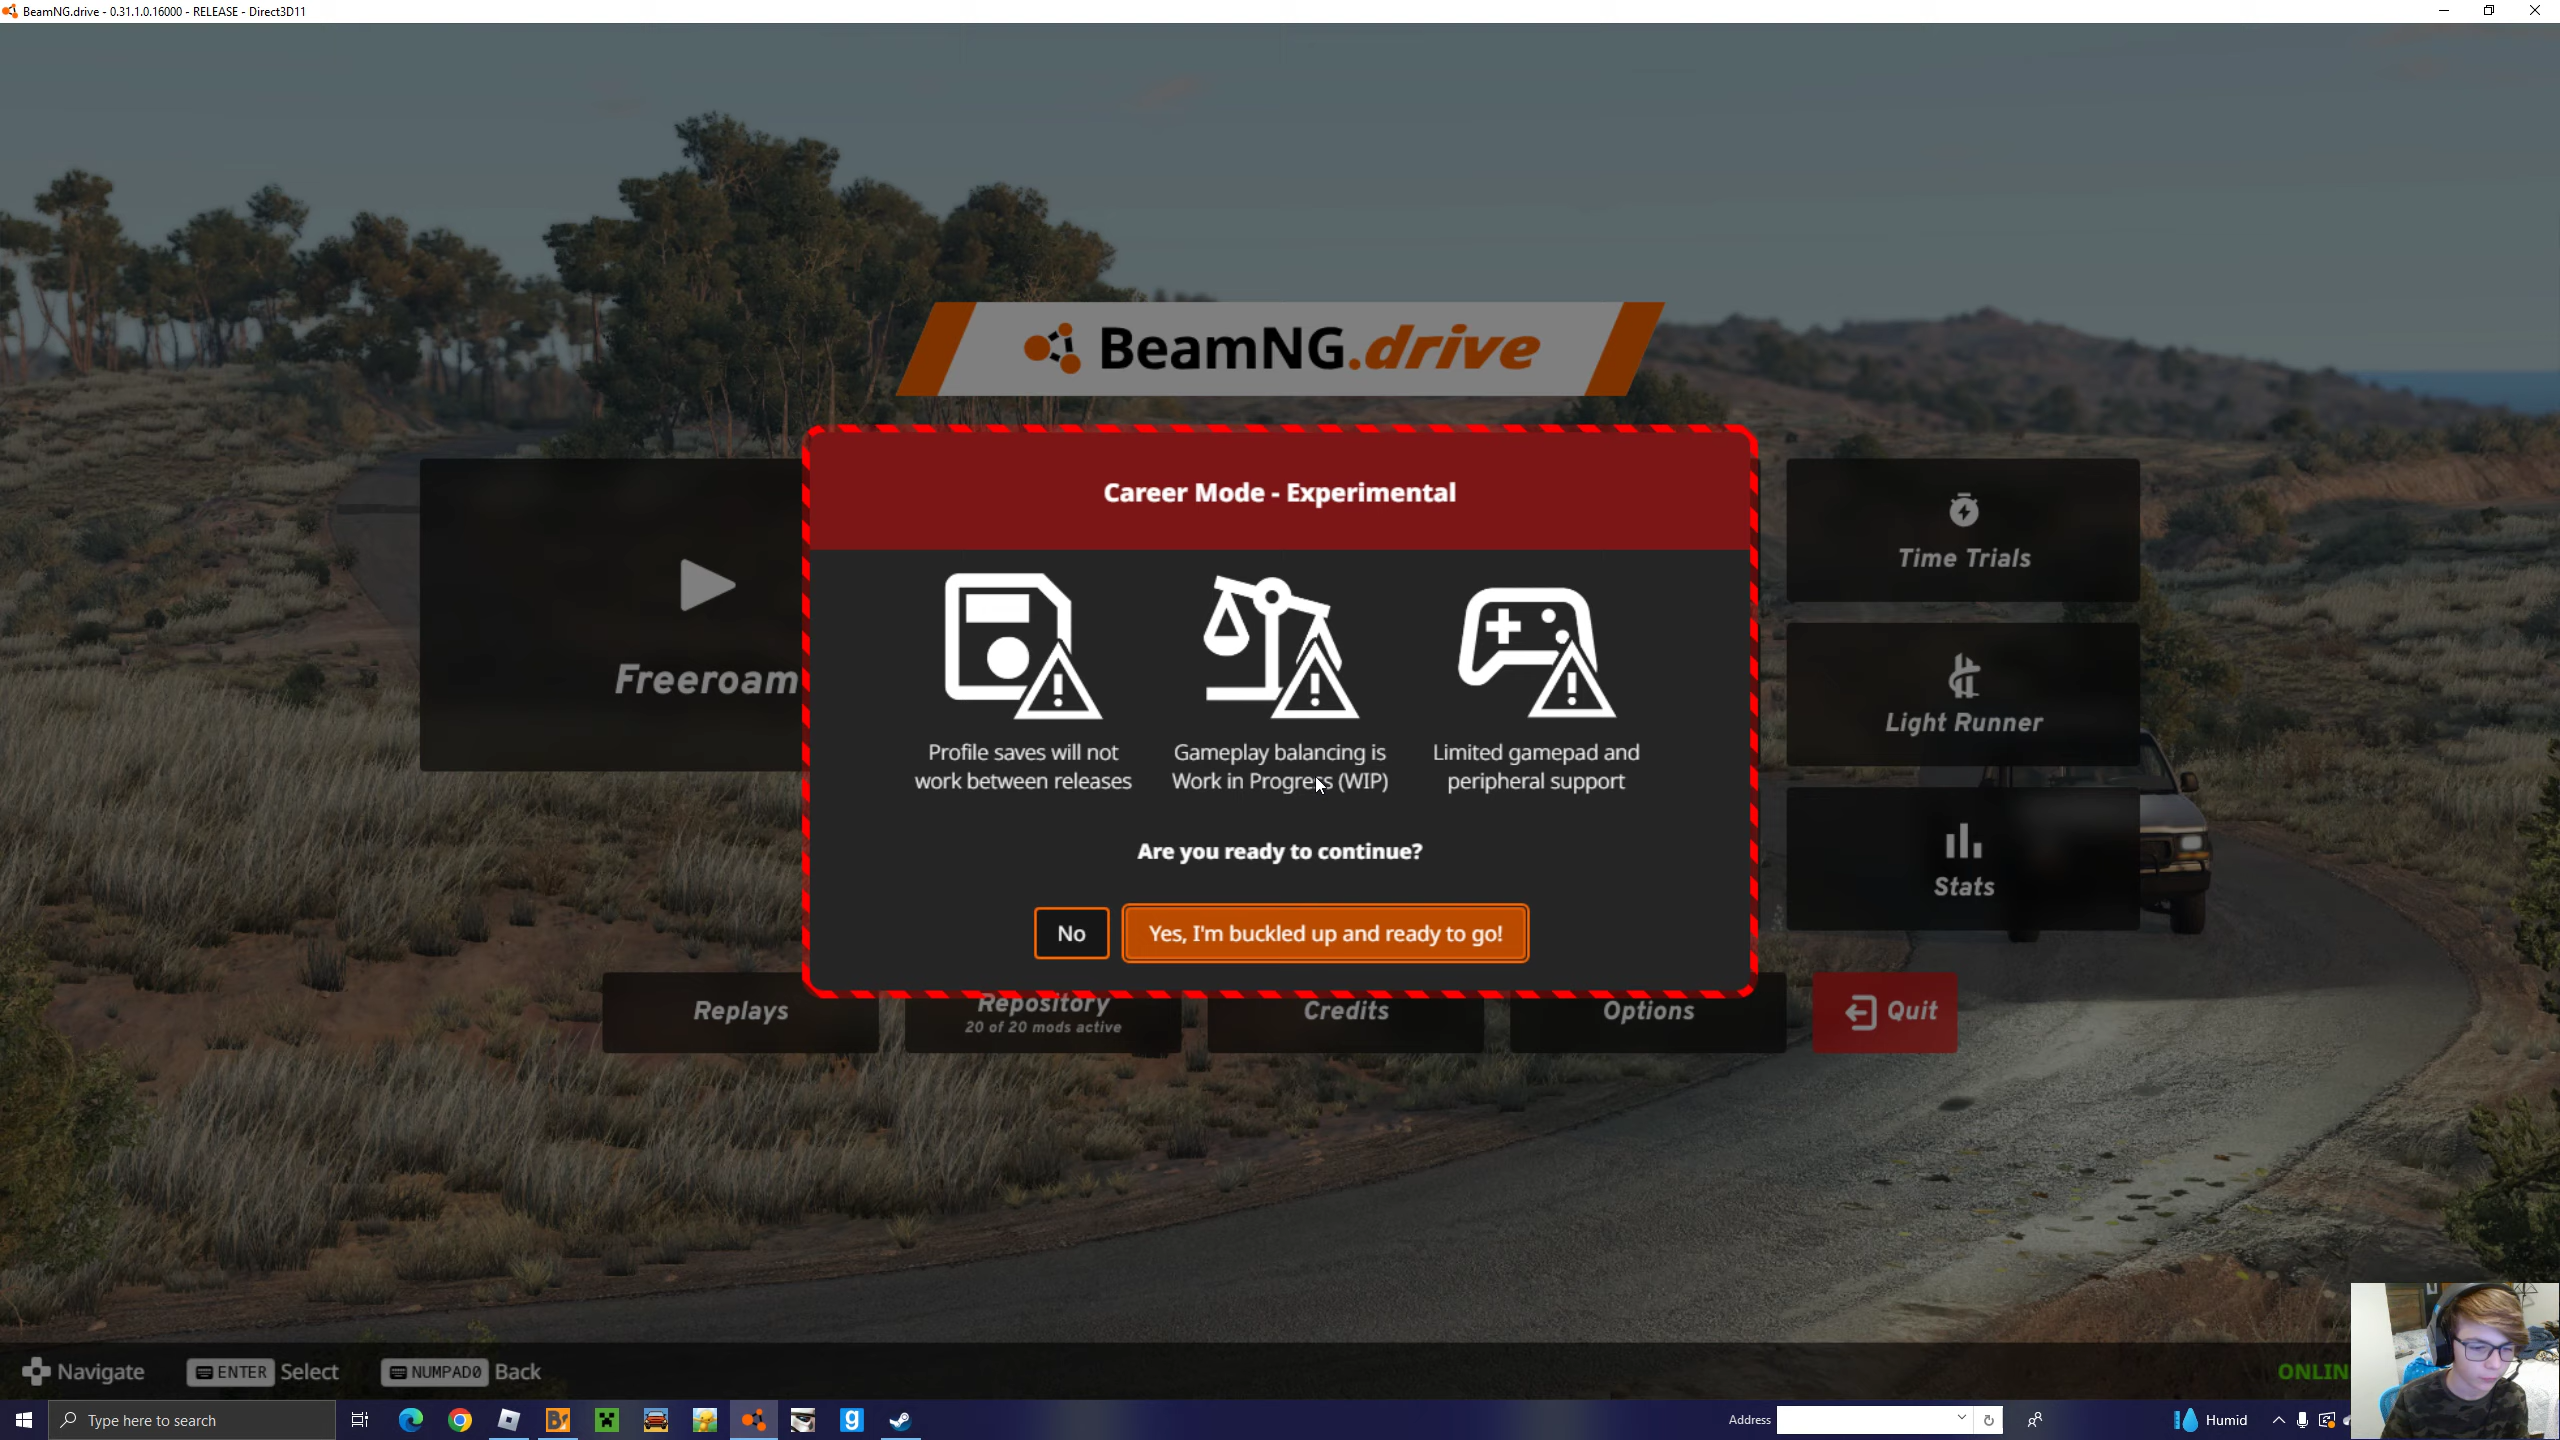 BeamNG.drive - 0.31.1.0.16000 - RELEASE - Direct3D11
BeamNG.drive
Career Mode - Experimental
Profile saves will not
work between releases
Gameplay balancing is
Work in Progress (WIP)
Limited gamepad and
peripheral support
Are you ready to continue?
No
Yes, I'm buckled up and ready to go!
Freeroam
Time Trials
Light Runner
Stats
Replays
Repository
20 of 20 mods active
Credits
Options
Quit
Navigate
ENTER Select
NUMPAD0 Back
ONLIN
Type here to search
Address
Humid